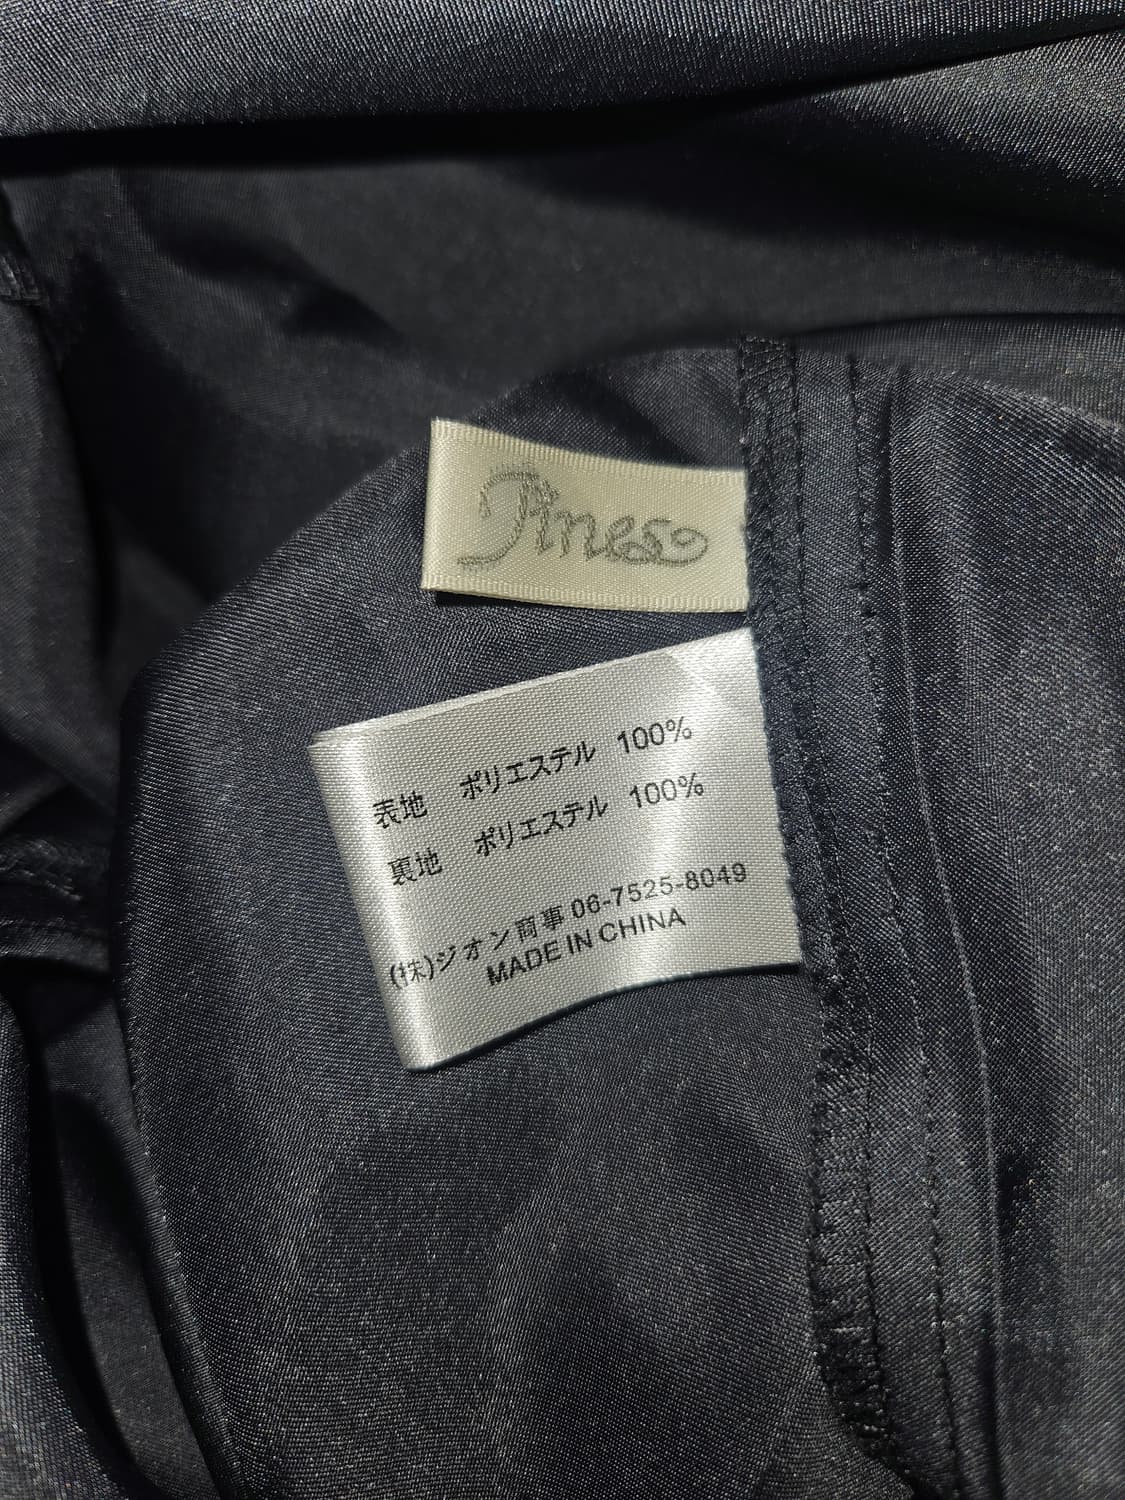 Pines
表地 ポリエステル 100%
裏地 ポリエステル 100%
(株)ジオン商事 06-7525-8049
MADE IN CHINA